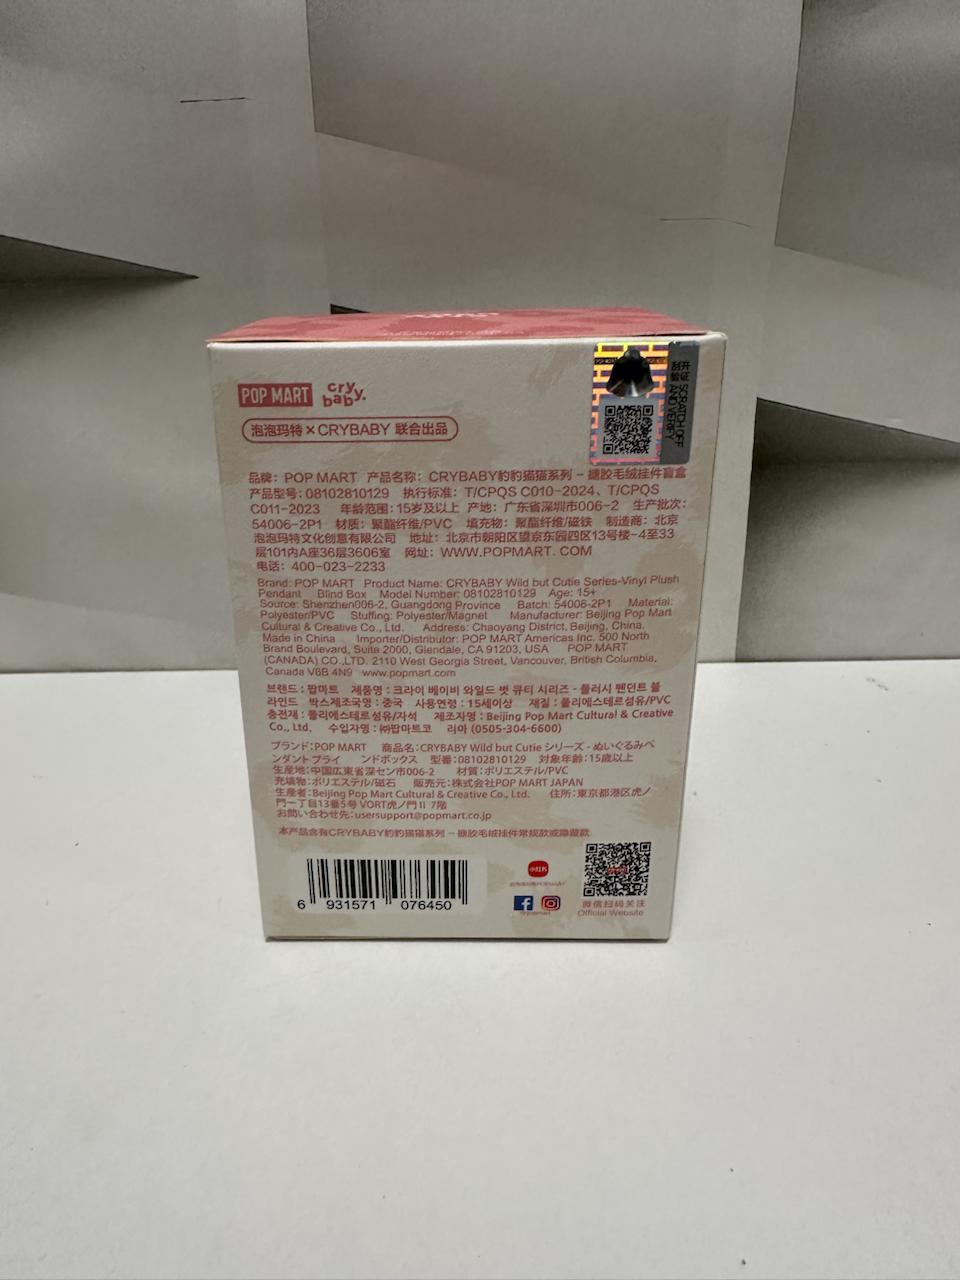 POP MART
cry
baby.
泡泡玛特×CRYBABY 联合出品
开
刮 证
验 SCRATCH OFF
AND VERIFY
品牌：POP MART 产品名称：CRYBABY豹豹猫猫系列－搪胶毛绒挂件盲盒
产品型号：08102810129 执行标准：T/CPQS C010-2024、T/CPQS
C011-2023 年龄范围：15岁及以上 产地：广东省深圳市006-2 生产批次：
54006-2P1 材质：聚酯纤维/PVC 填充物：聚酯纤维/磁铁 制造商：北京
泡泡玛特文化创意有限公司 地址：北京市朝阳区望京东园四区13号楼-4至33
层101内A座36层3606室 网址：WWW.POPMART.COM
电话：400-023-2233
Brand: POP MART Product Name: CRYBABY Wild but Cutie Series-Vinyl Plush
Pendant Blind Box Model Number: 08102810129 Age: 15+
Source: Shenzhen006-2, Guangdong Province Batch: 54006-2P1 Material:
Polyester/PVC Stuffing: Polyester/Magnet Manufacturer: Beijing Pop Mart
Cultural & Creative Co., Ltd. Address: Chaoyang District, Beijing, China.
Made in China Importer/Distributor: POP MART Americas Inc. 500 North
Brand Boulevard, Suite 2000, Glendale, CA 91203, USA POP MART
(CANADA) CO.,LTD. 2110 West Georgia Street, Vancouver, British Columbia,
Canada V6B 4N9 www.popmart.com
브랜드 : 팝마트 제품명 : 크라이 베이비 와일드 벗 큐티 시리즈 - 플러시 펜던트 블
라인드 박스제조국명 : 중국 사용연령 : 15세이상 재질 : 폴리에스테르섬유/PVC
충전재 : 폴리에스테르섬유/자석 제조자명 : Beijing Pop Mart Cultural & Creative
Co., Ltd. 수입자명 : ㈜팝마트코 리아 (0505-304-6600)
ブランド：POP MART 商品名：CRYBABY Wild but Cutie シリーズ - ぬいぐるみペ
ンダント ブライ ンドボックス 型番：08102810129 対象年齢：15歳以上
生産地：中国広東省深セン市006-2 材質：ポリエステル/PVC
充填物：ポリエステル/磁石 販売元：株式会社POP MART JAPAN
生産者：Beijing Pop Mart Cultural & Creative Co., Ltd. 住所：東京都港区虎ノ
門一丁目13番5号 VORT虎ノ門Ⅱ 7階
お問い合わせ先：usersupport@popmart.co.jp
本产品含有CRYBABY豹豹猫猫系列－搪胶毛绒挂件常规款或隐藏款
6 931571 076450
小红书
@popmart
微信扫码关注
Official Website